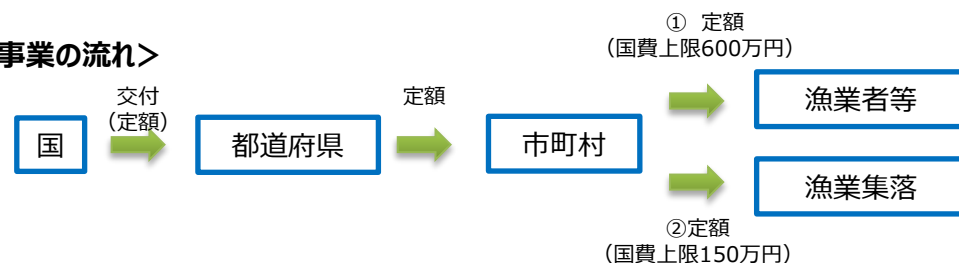 事業の流れ＞
国
交付
（定額）
都道府県
定額
市町村
① 定額
（国費上限600万円）
漁業者等
②定額
（国費上限150万円）
漁業集落